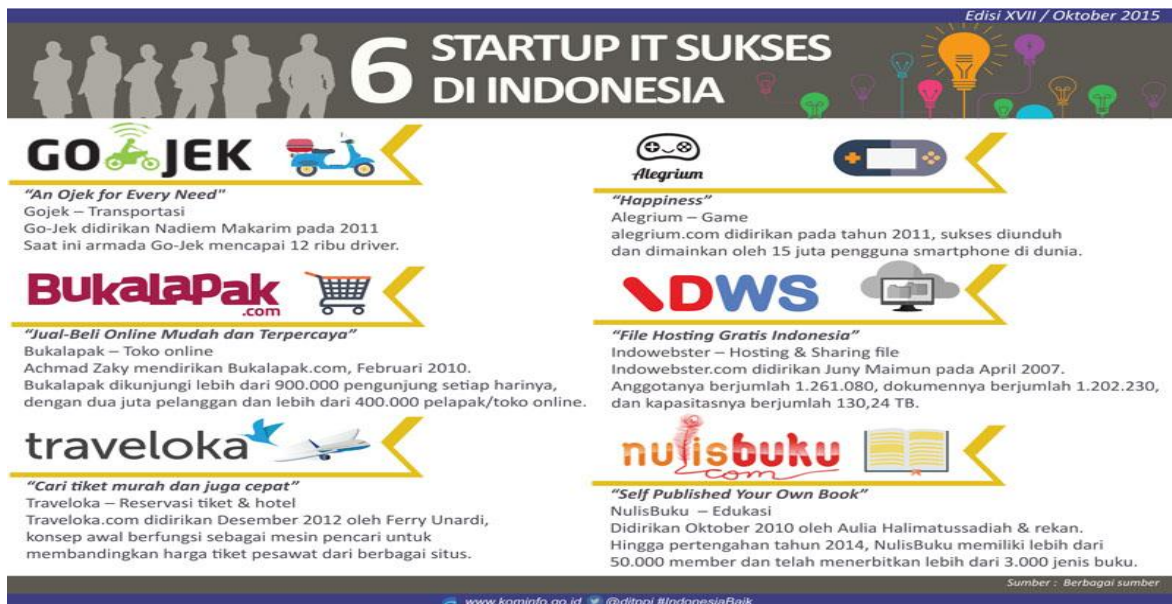 Edisi XVII / Oktober 2015
6 STARTUP IT SUKSES
DI INDONESIA
GO JEK
"An Ojek for Every Need"
Gojek – Transportasi
Go-Jek didirikan Nadiem Makarim pada 2011
Saat ini armada Go-Jek mencapai 12 ribu driver.
BukaLaPak
.com
"Jual-Beli Online Mudah dan Terpercaya"
Bukalapak – Toko online
Achmad Zaky mendirikan Bukalapak.com, Februari 2010.
Bukalapak dikunjungi lebih dari 900.000 pengunjung setiap harinya,
dengan dua juta pelanggan dan lebih dari 400.000 pelapak/toko online.
traveloka
"Cari tiket murah dan juga cepat"
Traveloka – Reservasi tiket & hotel
Traveloka.com didirikan Desember 2012 oleh Ferry Unardi,
konsep awal berfungsi sebagai mesin pencari untuk
membandingkan harga tiket pesawat dari berbagai situs.
Alegrium
"Happiness"
Alegrium – Game
alegrium.com didirikan pada tahun 2011, sukses diunduh
dan dimainkan oleh 15 juta pengguna smartphone di dunia.
IDWS
"File Hosting Gratis Indonesia"
Indowebster – Hosting & Sharing file
Indowebster.com didirikan Juny Maimun pada April 2007.
Anggotanya berjumlah 1.261.080, dokumennya berjumlah 1.202.230,
dan kapasitasnya berjumlah 130,24 TB.
nulisbuku
com
"Self Published Your Own Book"
NulisBuku – Edukasi
Didirikan Oktober 2010 oleh Aulia Halimatussadiah & rekan.
Hingga pertengahan tahun 2014, NulisBuku memiliki lebih dari
50.000 member dan telah menerbitkan lebih dari 3.000 jenis buku.
Sumber : Berbagai sumber
www.kominfo.go.id @ditppi #IndonesiaBaik